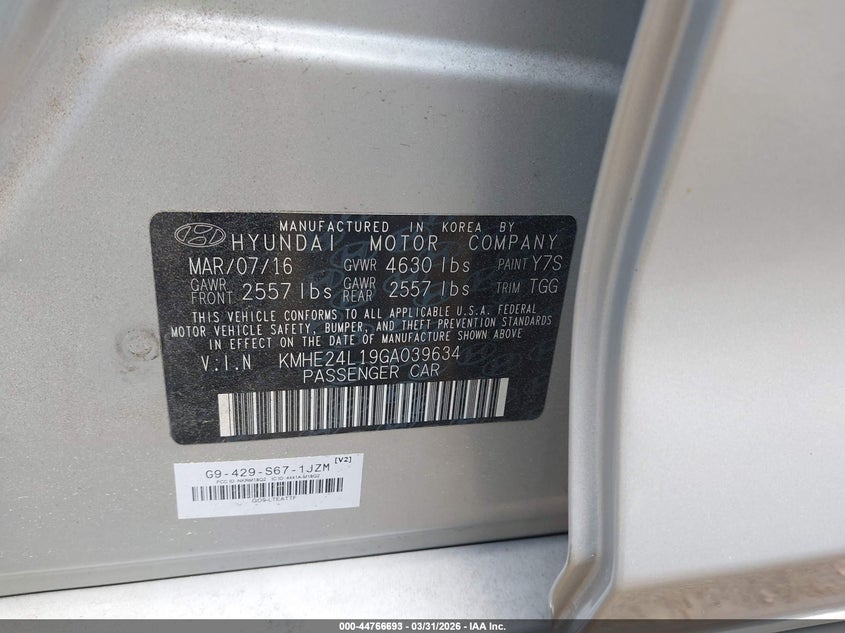 MANUFACTURED IN KOREA BY
HYUNDAI MOTOR COMPANY
MAR/07/16 GVWR 4630 lbs PAINT Y7S
GAWR FRONT 2557 lbs GAWR REAR 2557 lbs TRIM TGG
THIS VEHICLE CONFORMS TO ALL APPLICABLE U.S.A. FEDERAL
MOTOR VEHICLE SAFETY, BUMPER, AND THEFT PREVENTION STANDARDS
IN EFFECT ON THE DATE OF MANUFACTURE SHOWN ABOVE
V.I.N KMHE24L19GA039634
PASSENGER CAR
[V2]
G9-429-S67-1JZM
000-44766693 - 03/31/2026 - IAA Inc.